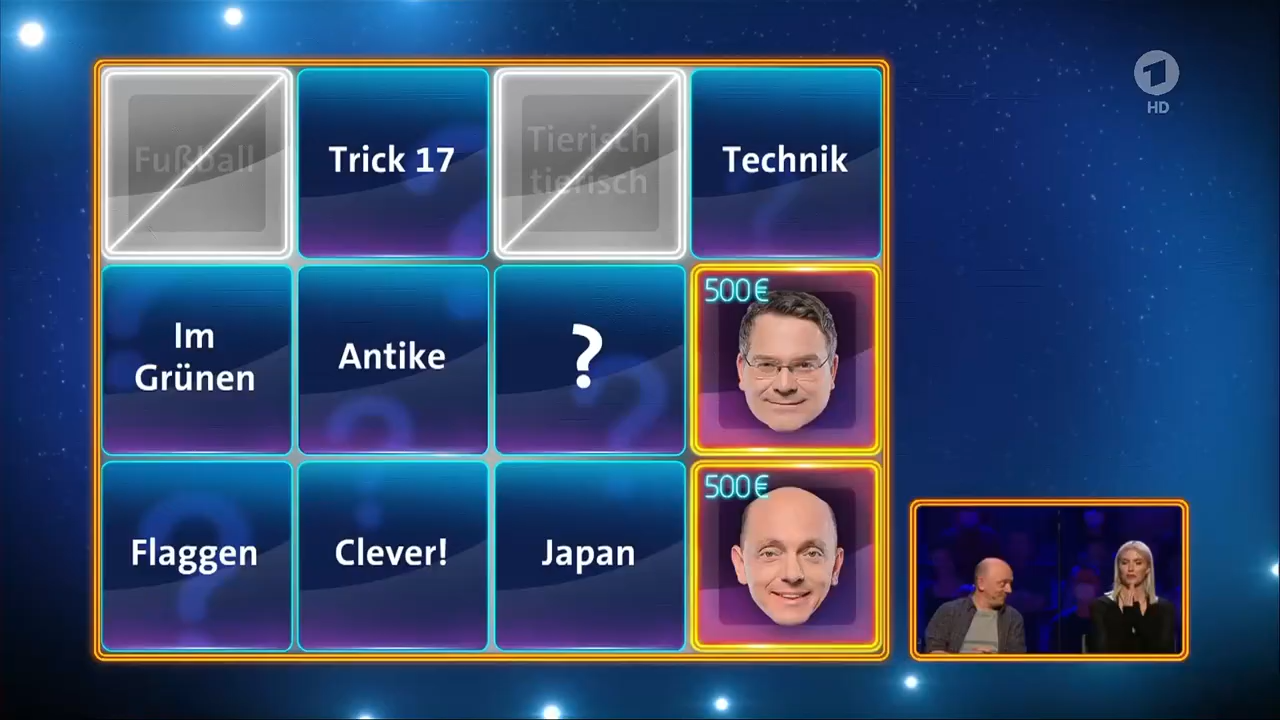 Fußball
Trick 17
Tierisch
tierisch
Technik
1
HD
Im
Grünen
Antike
?
500€
Flaggen
Clever!
Japan
500€